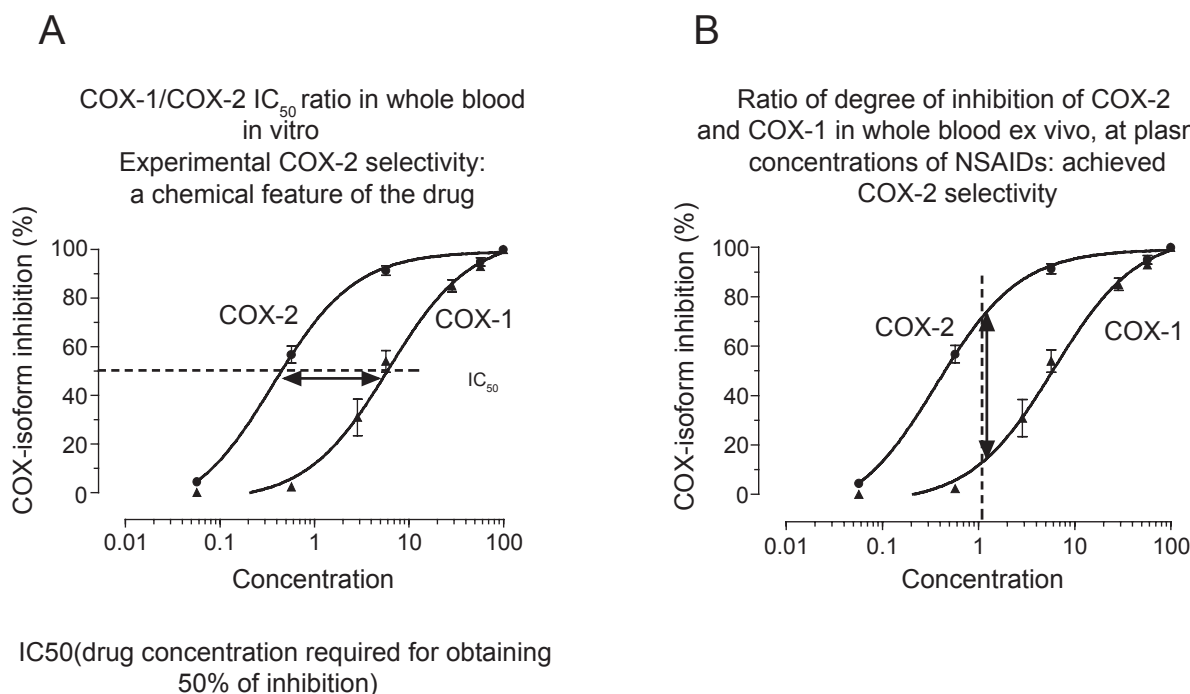 A
COX-1/COX-2 IC50 ratio in whole blood
in vitro
Experimental COX-2 selectivity:
a chemical feature of the drug
COX-isoform inhibition (%)
100
80
60
40
20
0
COX-2
COX-1
IC50
0.01
0.1
1
10
100
Concentration
IC50(drug concentration required for obtaining
50% of inhibition)
B
Ratio of degree of inhibition of COX-2
and COX-1 in whole blood ex vivo, at plasm
concentrations of NSAIDs: achieved
COX-2 selectivity
COX-isoform inhibition (%)
100
80
60
40
20
0
COX-2
COX-1
0.01
0.1
1
10
100
Concentration